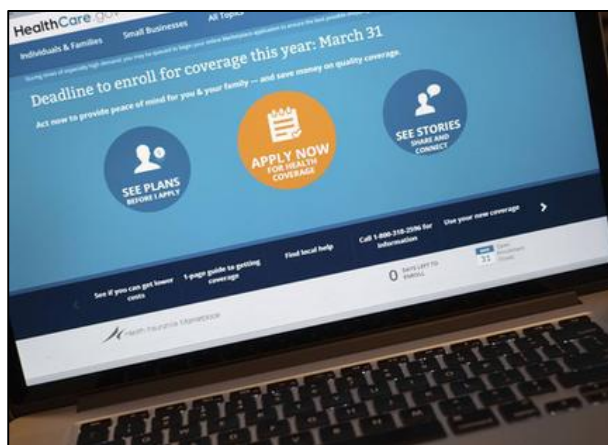 HealthCare.gov
Individuals & Families
Small Businesses
All Topics
Deadline to enroll for coverage this year: March 31
Act now to provide peace of mind for you & your family — and save money on quality coverage.
SEE PLANS
BEFORE I APPLY
APPLY NOW
FOR HEALTH
COVERAGE
SEE STORIES
SHARE AND
CONNECT
See if you can get lower
costs
1-page guide to getting
coverage
Find local help
Call 1-800-318-2596 for
information
Use your new coverage
Health Insurance Marketplace
0
DAYS LEFT TO
ENROLL
31
Open
Enrollment